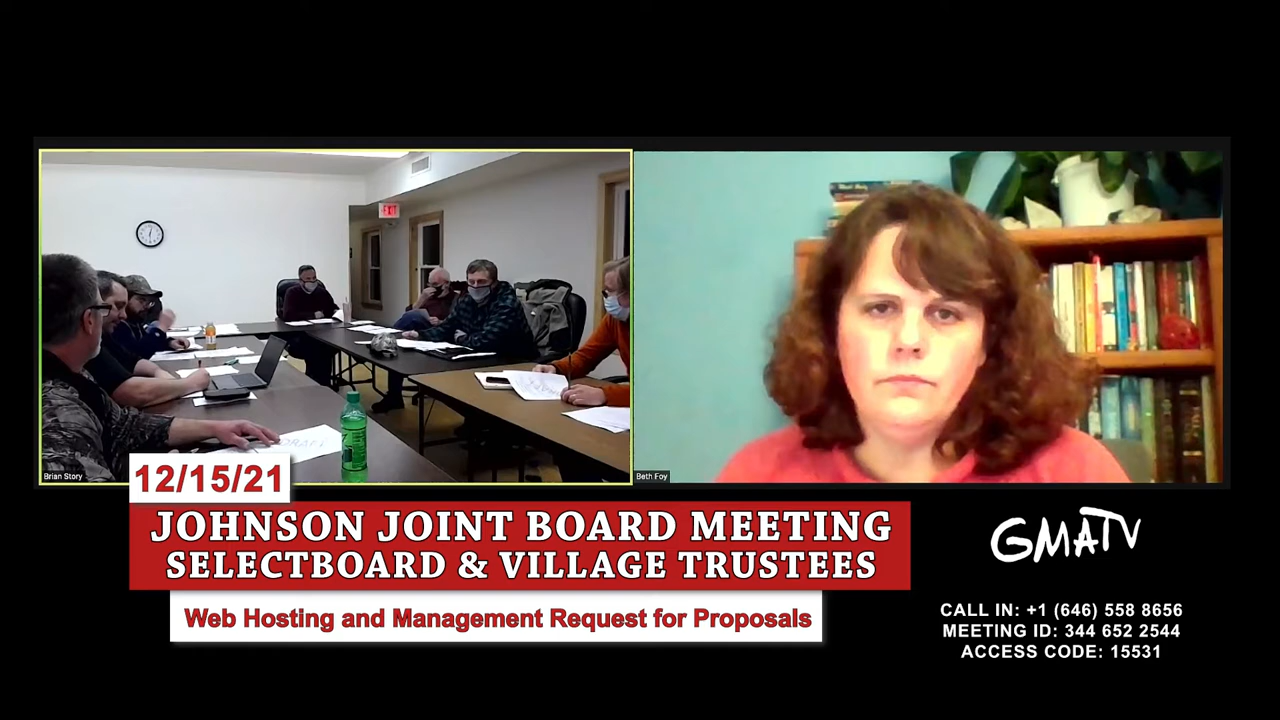 Brian Story
Beth Foy
DRAFT
12/15/21
JOHNSON JOINT BOARD MEETING
SELECTBOARD & VILLAGE TRUSTEES
Web Hosting and Management Request for Proposals
GMATV
CALL IN: +1 (646) 558 8656
MEETING ID: 344 652 2544
ACCESS CODE: 15531